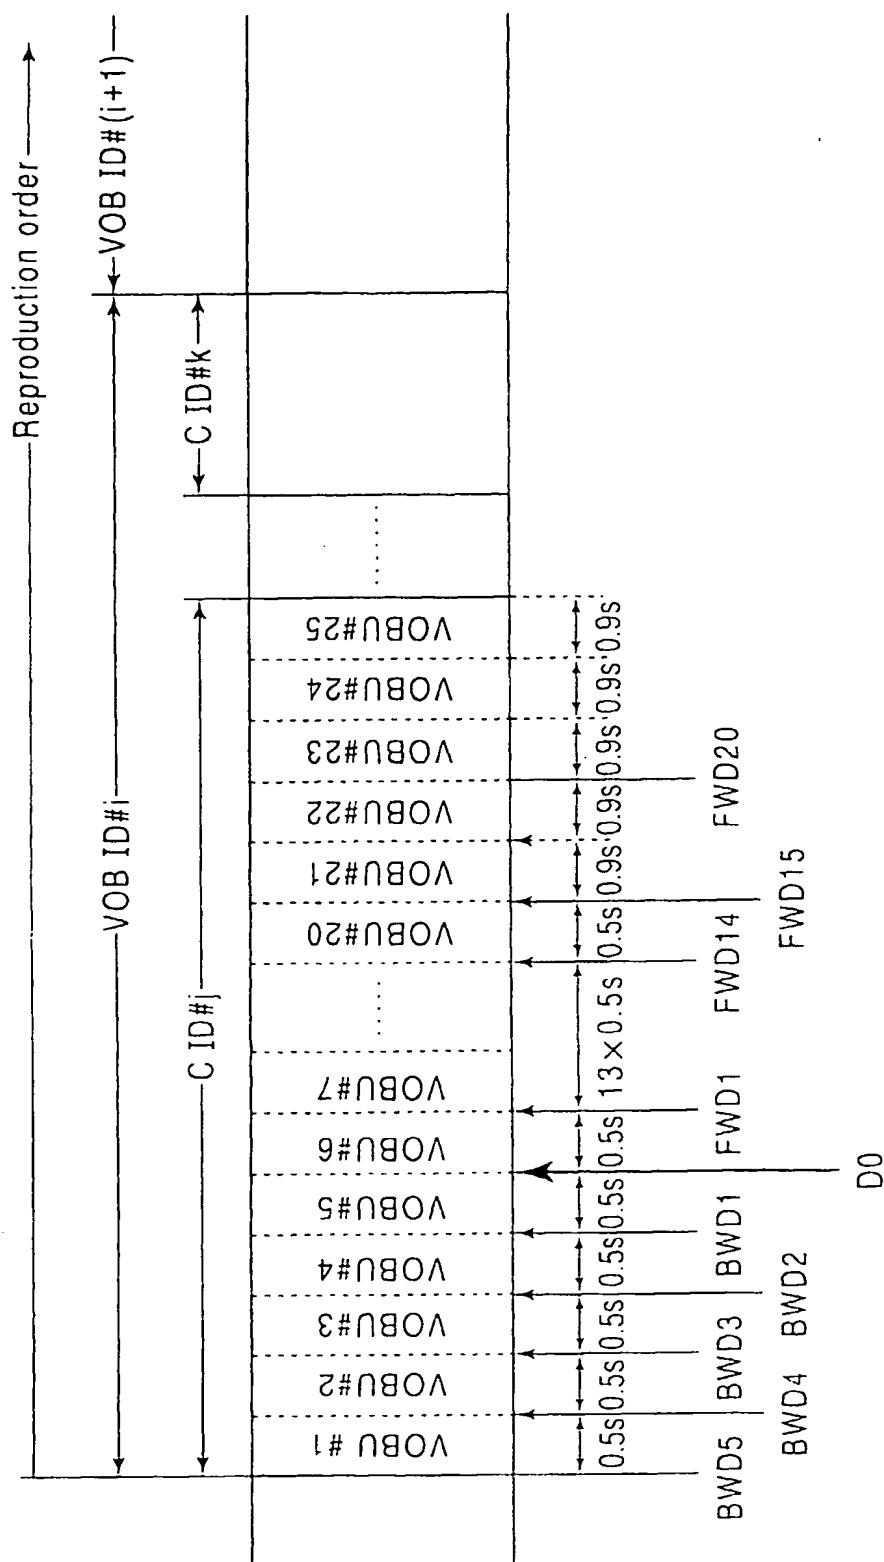 Reproduction order
VOB ID#i
VOB ID#(i+1)
C ID#j
C ID#k
VOBU #1
VOBU#2
VOBU#3
VOBU#4
VOBU#5
VOBU#6
VOBU#7
........
VOBU#20
VOBU#21
VOBU#22
VOBU#23
VOBU#24
VOBU#25
........
0.5s
0.5s
0.5s
0.5s
0.5s
0.5s
13×0.5s
0.5s
0.9s
0.9s
0.9s
0.9s
0.9s
BWD5
BWD4
BWD3
BWD2
BWD1
D0
FWD1
FWD14
FWD15
FWD20